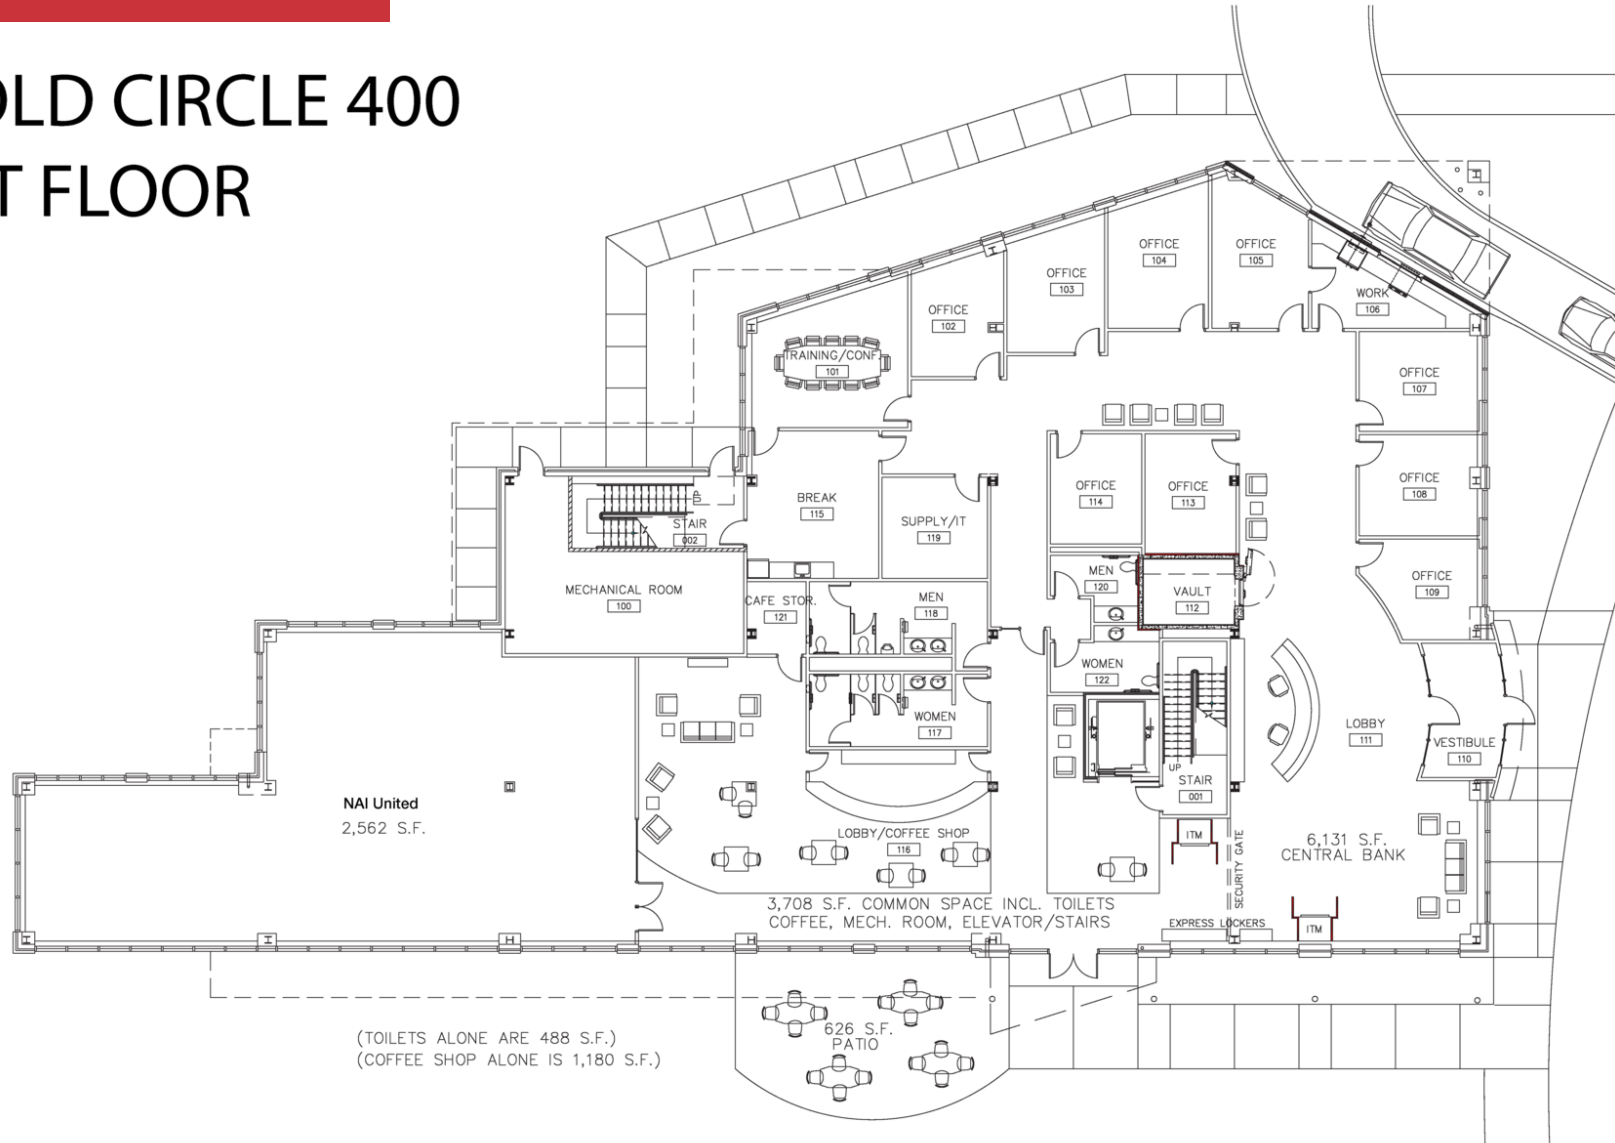 OLD CIRCLE 400
T FLOOR
OFFICE
104
OFFICE
105
OFFICE
103
WORK
106
OFFICE
102
TRAINING/CONF.
101
OFFICE
107
OFFICE
108
OFFICE
114
OFFICE
113
BREAK
115
UP
STAIR
002
SUPPLY/IT
119
MECHANICAL ROOM
100
MEN
120
VAULT
112
OFFICE
109
CAFE STOR.
121
MEN
118
WOMEN
122
WOMEN
117
LOBBY
111
VESTIBULE
110
UP
STAIR
001
NAI United
2,562 S.F.
LOBBY/COFFEE SHOP
116
ITM
SECURITY GATE
6,131 S.F.
CENTRAL BANK
3,708 S.F. COMMON SPACE INCL. TOILETS
COFFEE, MECH. ROOM, ELEVATOR/STAIRS
EXPRESS LOCKERS
ITM
626 S.F.
PATIO
(TOILETS ALONE ARE 488 S.F.)
(COFFEE SHOP ALONE IS 1,180 S.F.)